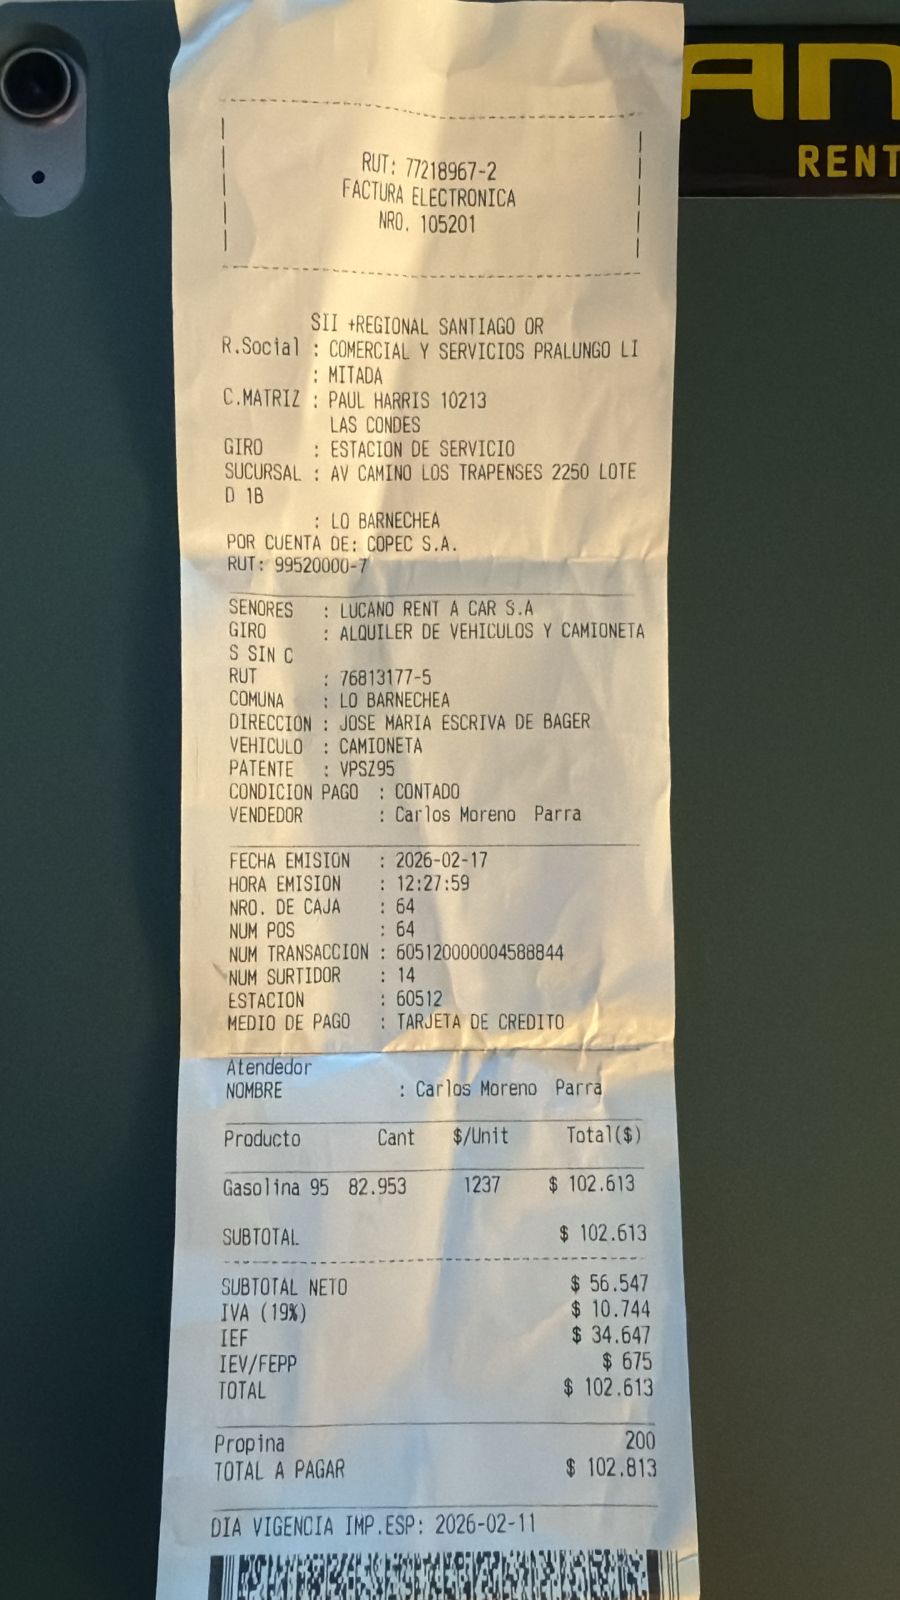 AN
RENT
RUT: 77218967-2
FACTURA ELECTRONICA
NRO. 105201
SII +REGIONAL SANTIAGO OR
R.Social : COMERCIAL Y SERVICIOS PRALUNGO LI
: MITADA
C.MATRIZ : PAUL HARRIS 10213
LAS CONDES
GIRO : ESTACION DE SERVICIO
SUCURSAL : AV CAMINO LOS TRAPENSES 2250 LOTE
D 1B
: LO BARNECHEA
POR CUENTA DE: COPEC S.A.
RUT: 99520000-7
SENORES : LUCANO RENT A CAR S.A
GIRO : ALQUILER DE VEHICULOS Y CAMIONETA
S SIN C
RUT : 76813177-5
COMUNA : LO BARNECHEA
DIRECCION : JOSE MARIA ESCRIVA DE BAGER
VEHICULO : CAMIONETA
PATENTE : VPSZ95
CONDICION PAGO : CONTADO
VENDEDOR : Carlos Moreno Parra
FECHA EMISION : 2026-02-17
HORA EMISION : 12:27:59
NRO. DE CAJA : 64
NUM POS : 64
NUM TRANSACCION : 605120000004588844
NUM SURTIDOR : 14
ESTACION : 60512
MEDIO DE PAGO : TARJETA DE CREDITO
Atendedor
NOMBRE : Carlos Moreno Parra
Producto Cant $/Unit Total($)
Gasolina 95 82.953 1237 $ 102.613
SUBTOTAL $ 102.613
SUBTOTAL NETO $ 56.547
IVA (19%) $ 10.744
IEF $ 34.647
IEV/FEPP $ 675
TOTAL $ 102.613
Propina 200
TOTAL A PAGAR $ 102.813
DIA VIGENCIA IMP.ESP: 2026-02-11